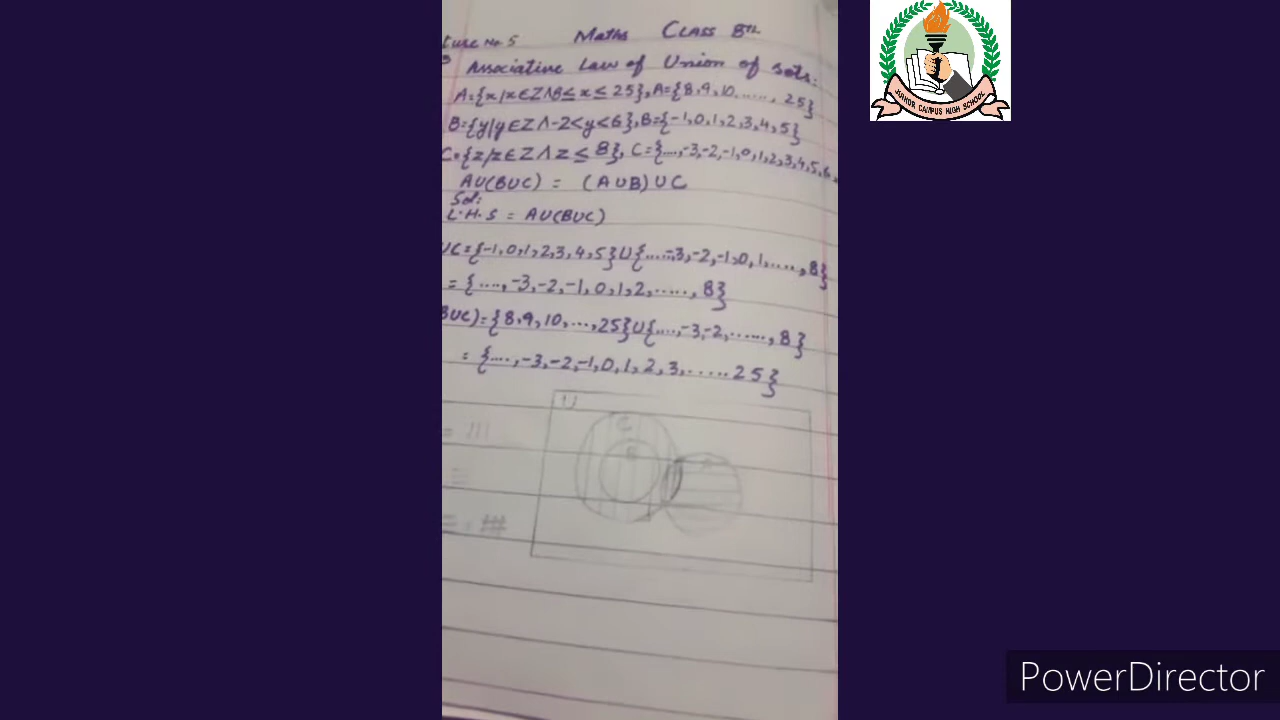 ture No 5 Maths Class 8th
Associative Law of Union of sets:
A={x/x∈Z∧8≤x≤25}, A={8,9,10......, 25}
B={y/y∈Z∧-2<y<6}, B={-1,0,1,2,3,4,5}
C={z/z∈Z∧z≤8}, C={...,-3,-2,-1,0,1,2,3,4,5,6,
AU(BUC) = (AUB)UC
Sol:
L.H.S = AU(BUC)
UC={-1,0,1,2,3,4,5}U{.....-3,-2,-1,0,1,....,8}
={....,-3,-2,-1,0,1,2,.....,8}
BUC)={8,9,10,...,25}U{....,-3,-2,......,8}
={....,-3,-2,-1,0,1,2,3,.....25}
U
C
B
A
= ///
≡
≡ = ###
JOHUR CAMPUS HIGH SCHOOL
PowerDirector